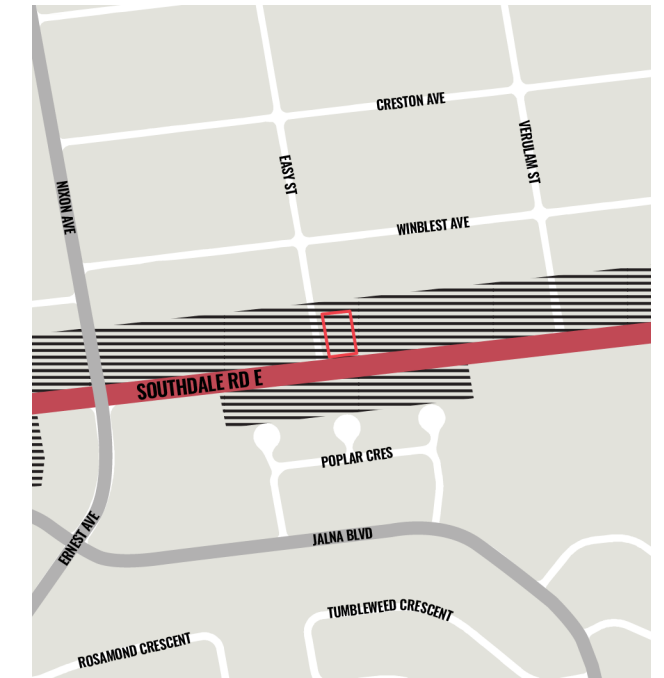 CRESTON AVE
EASY ST
VERULAM ST
NIXON AVE
WINBLEST AVE
SOUTHDALE RD E
POPLAR CRES
ERNEST AVE
JALNA BLVD
TUMBLEWEED CRESCENT
ROSAMOND CRESCENT